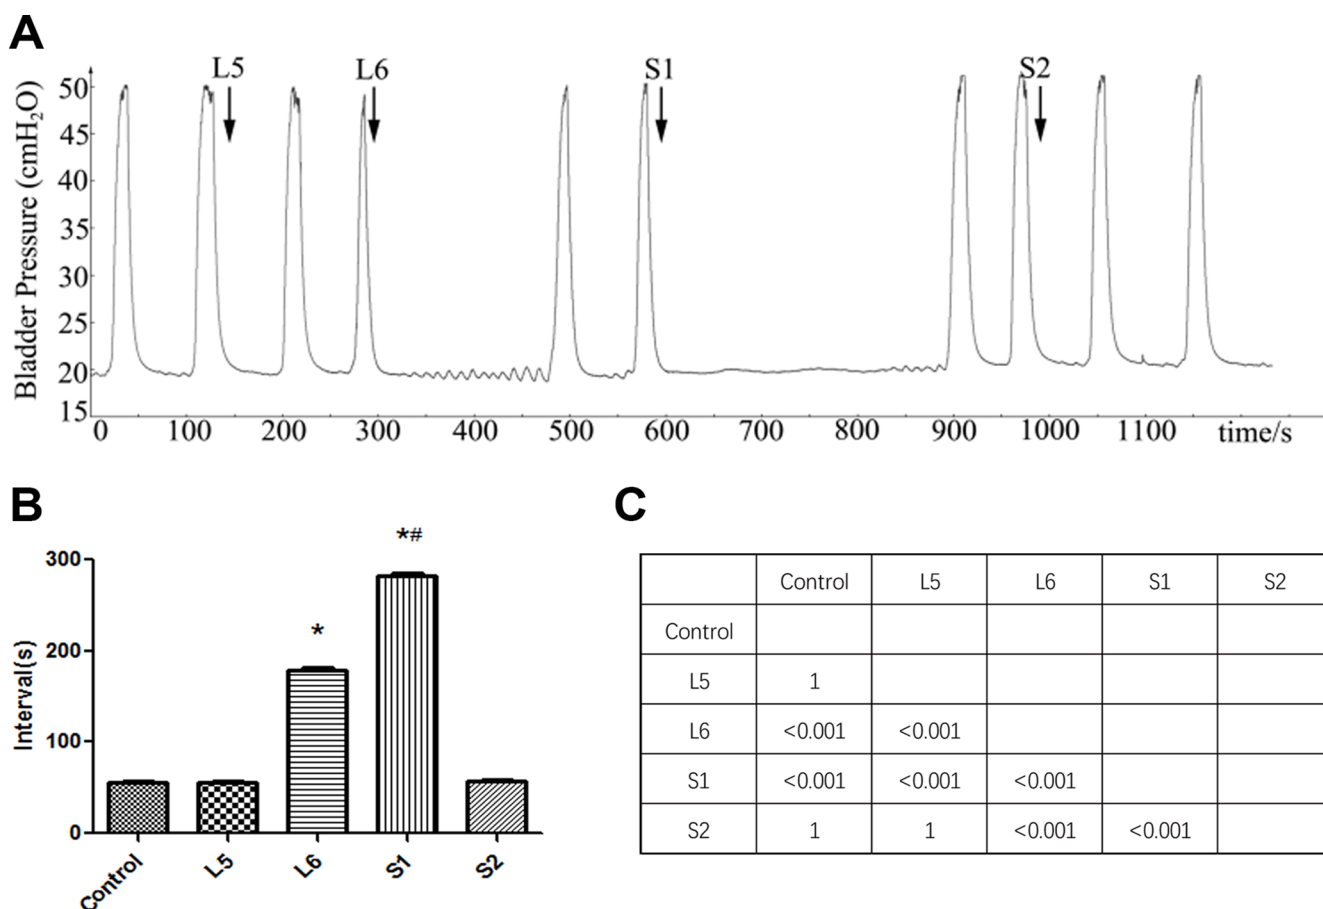 A
L5
L6
S1
S2
Bladder Pressure (cmH₂O)
50
45
40
35
30
25
20
15
0 100 200 300 400 500 600 700 800 900 1000 1100 time/s
B
Interval(s)
300
200
100
0
*
*#
Control L5 L6 S1 S2
C
Control L5 L6 S1 S2
Control
L5 1
L6 <0.001 <0.001
S1 <0.001 <0.001 <0.001
S2 1 1 <0.001 <0.001